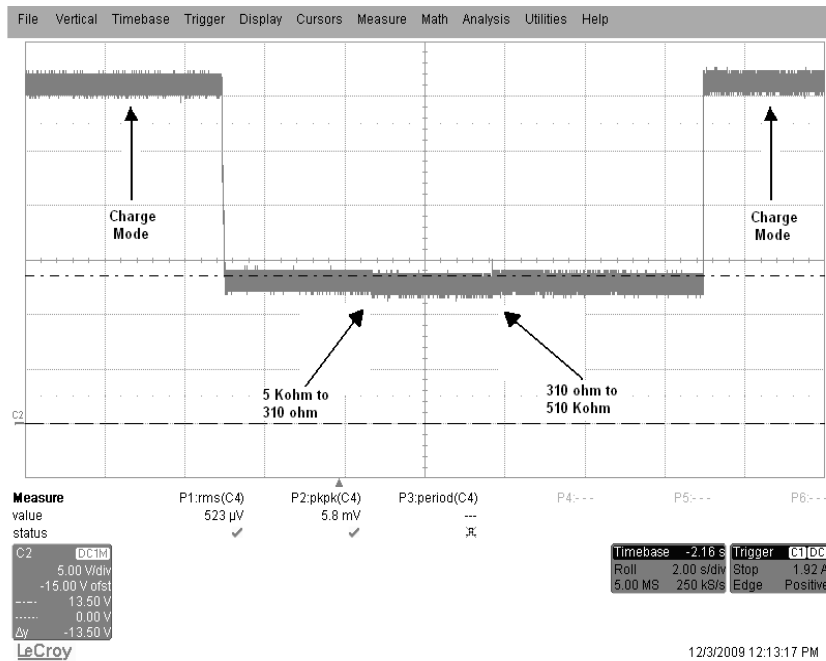 File Vertical Timebase Trigger Display Cursors Measure Math Analysis Utilities Help
Charge
Mode
Charge
Mode
5 Kohm to
310 ohm
310 ohm to
510 Kohm
C2
Measure P1:rms(C4) P2:pkpk(C4) P3:period(C4) P4:--- P5:--- P6:---
value 523 µV 5.8 mV ---
status
C2 DC1M
5.00 V/div
-15.00 V ofst
13.50 V
0.00 V
Δy -13.50 V
Timebase -2.16 s
Roll 2.00 s/div
5.00 MS 250 kS/s
Trigger C1 DC
Stop 1.92 A
Edge Positive
LeCroy
12/3/2009 12:13:17 PM